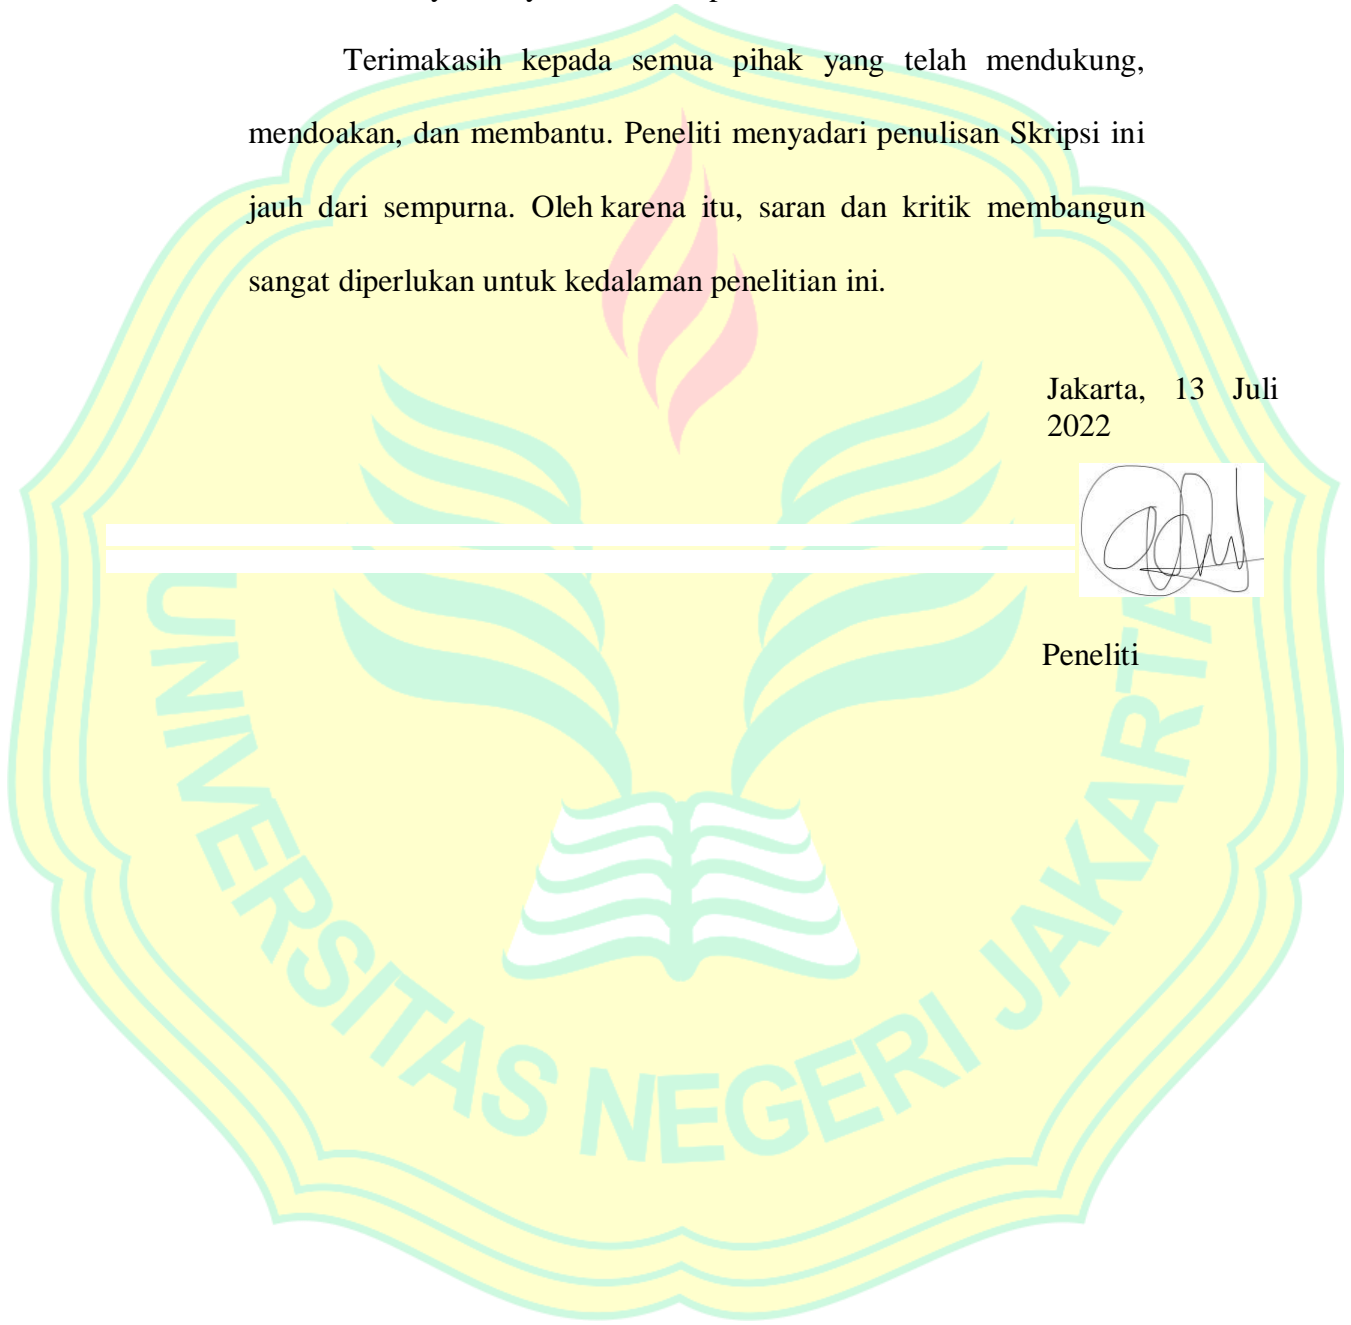 Terimakasih kepada semua pihak yang telah mendukung,
mendoakan, dan membantu. Peneliti menyadari penulisan Skripsi ini
jauh dari sempurna. Oleh karena itu, saran dan kritik membangun
sangat diperlukan untuk kedalaman penelitian ini.
Jakarta, 13 Juli
2022
Peneliti
UNIVERSITAS NEGERI JAKARTA